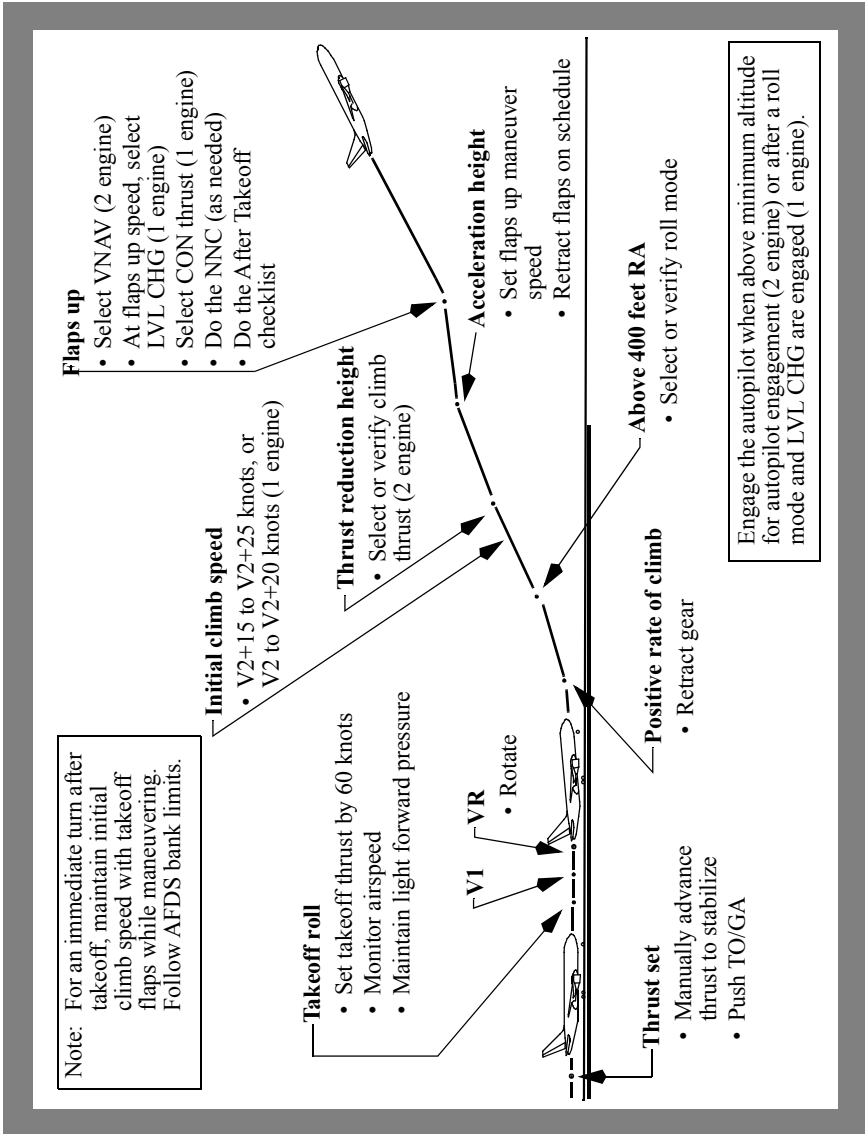 Note: For an immediate turn after
takeoff, maintain initial
climb speed with takeoff
flaps while maneuvering.
Follow AFDS bank limits.
Flaps up
• Select VNAV (2 engine)
• At flaps up speed, select
LVL CHG (1 engine)
• Select CON thrust (1 engine)
• Do the NNC (as needed)
• Do the After Takeoff
checklist
Initial climb speed
• V2+15 to V2+25 knots, or
V2 to V2+20 knots (1 engine)
Thrust reduction height
• Select or verify climb
thrust (2 engine)
Takeoff roll
• Set takeoff thrust by 60 knots
• Monitor airspeed
• Maintain light forward pressure
V1
VR
• Rotate
Acceleration height
• Set flaps up maneuver
speed
• Retract flaps on schedule
Thrust set
• Manually advance
thrust to stabilize
• Push TO/GA
Positive rate of climb
• Retract gear
Above 400 feet RA
• Select or verify roll mode
Engage the autopilot when above minimum altitude
for autopilot engagement (2 engine) or after a roll
mode and LVL CHG are engaged (1 engine).